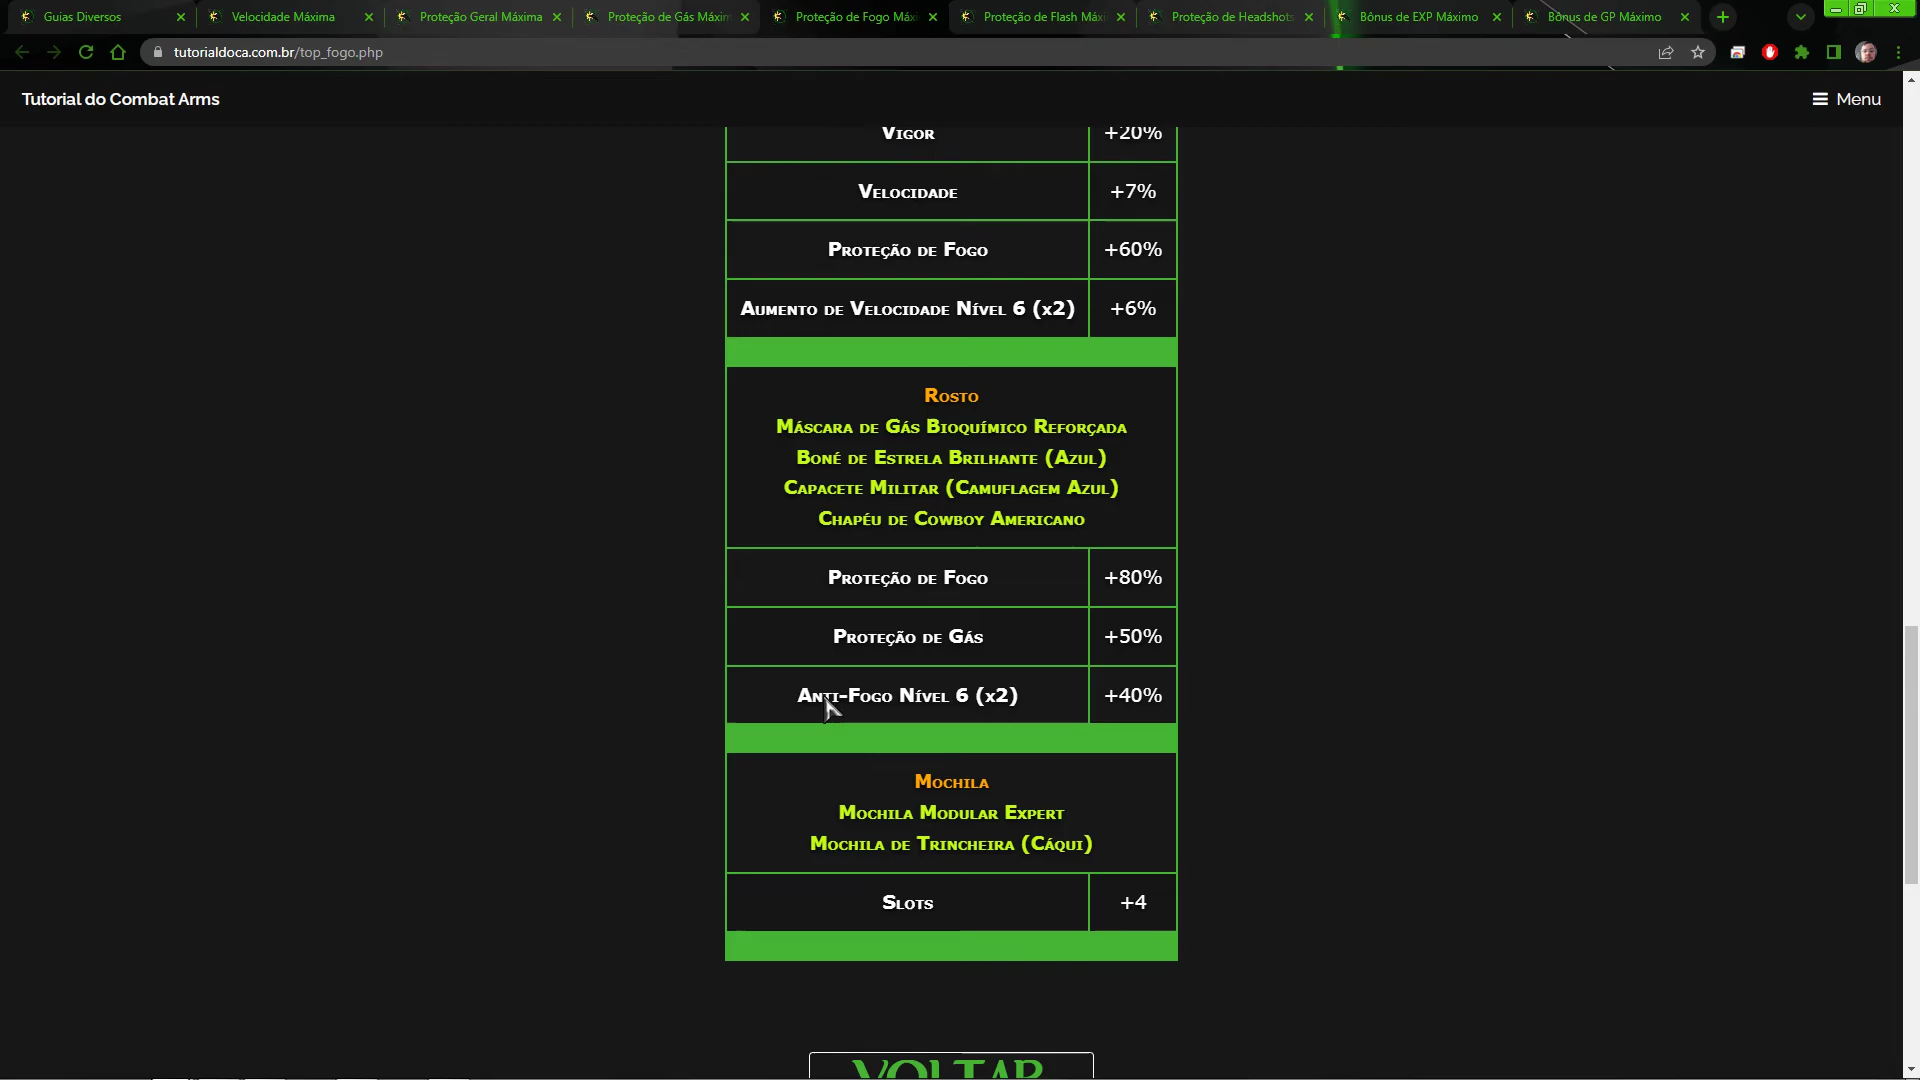 Guias Diversos
Velocidade Máxima
Proteção Geral Máxima
Proteção de Gás Máxim
Proteção de Fogo Máxi
Proteção de Flash Máxi
Proteção de Headshots
Bônus de EXP Máximo
Bônus de GP Máximo
tutorialdoca.com.br/top_fogo.php
Tutorial do Combat Arms
Menu
Vigor +20%
Velocidade +7%
Proteção de Fogo +60%
Aumento de Velocidade Nível 6 (x2) +6%
Rosto
Máscara de Gás Bioquímico Reforçada
Boné de Estrela Brilhante (Azul)
Capacete Militar (Camuflagem Azul)
Chapéu de Cowboy Americano
Proteção de Fogo +80%
Proteção de Gás +50%
Anti-Fogo Nível 6 (x2) +40%
Mochila
Mochila Modular Expert
Mochila de Trincheira (Cáqui)
Slots +4
VOLTAR